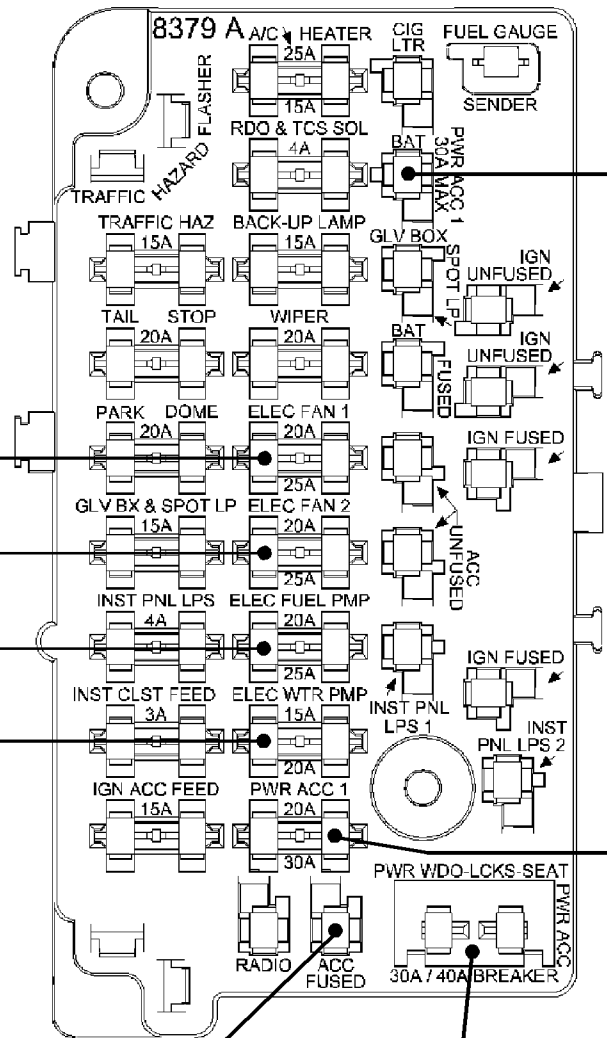 8379 A
A/C HEATER
25A
15A
CIG
LTR
FUEL GAUGE
SENDER
FLASHER
HAZARD
TRAFFIC
RDO & TCS SOL
4A
BAT
PWR ACC 1
30A MAX
TRAFFIC HAZ
15A
BACK-UP LAMP
15A
GLV BOX
SPOT LP
IGN
UNFUSED
TAIL STOP
20A
WIPER
20A
BAT
FUSED
IGN
UNFUSED
PARK DOME
20A
ELEC FAN 1
20A
25A
IGN FUSED
GLV BX & SPOT LP
15A
ELEC FAN 2
20A
25A
ACC
UNFUSED
INST PNL LPS
4A
ELEC FUEL PMP
20A
25A
INST PNL
LPS 1
IGN FUSED
INST CLST FEED
3A
ELEC WTR PMP
15A
20A
INST
PNL LPS 2
IGN ACC FEED
15A
PWR ACC 1
20A
30A
PWR WDO-LCKS-SEAT
PWR ACC
30A / 40A BREAKER
RADIO
ACC
FUSED